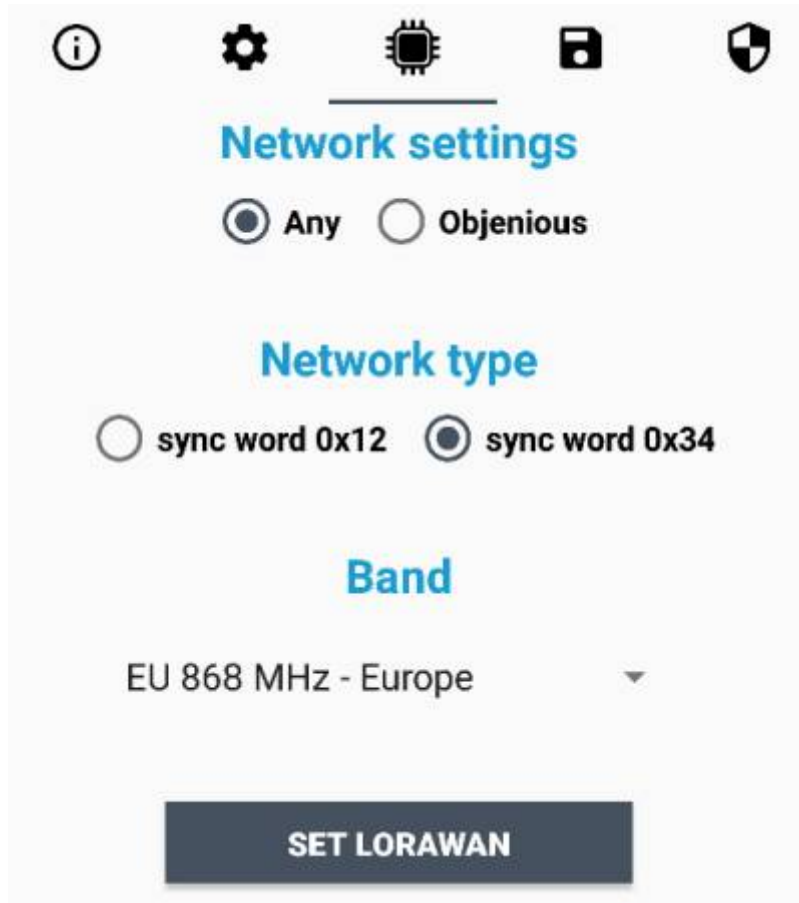 Network settings
Any Objenious
Network type
sync word 0x12 sync word 0x34
Band
EU 868 MHz - Europe
SET LORAWAN